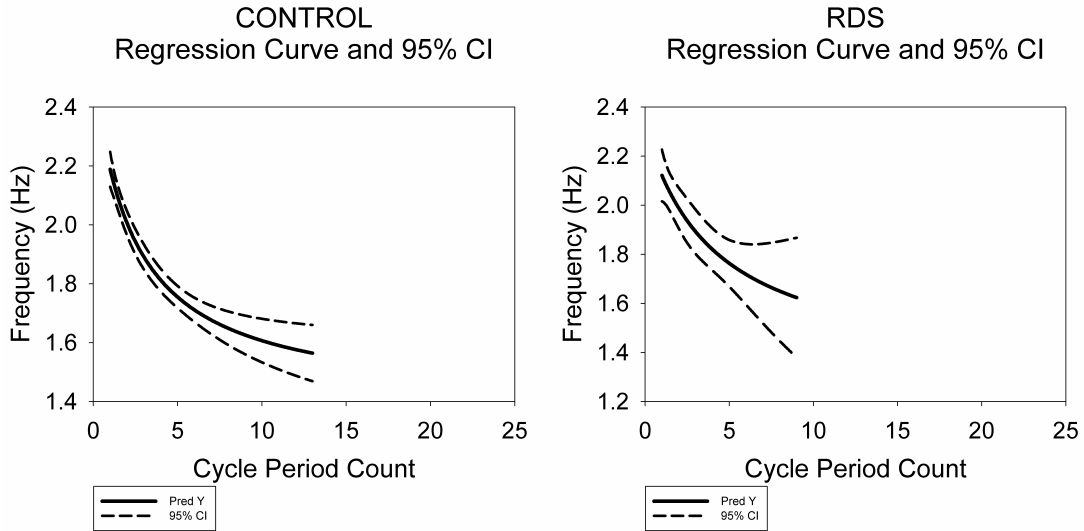 CONTROL
Regression Curve and 95% CI
Frequency (Hz)
2.4
2.2
2.0
1.8
1.6
1.4
0 5 10 15 20 25
Cycle Period Count
Pred Y
95% CI
RDS
Regression Curve and 95% CI
Frequency (Hz)
2.4
2.2
2.0
1.8
1.6
1.4
1.2
0 5 10 15 20 25
Cycle Period Count
Pred Y
95% CI